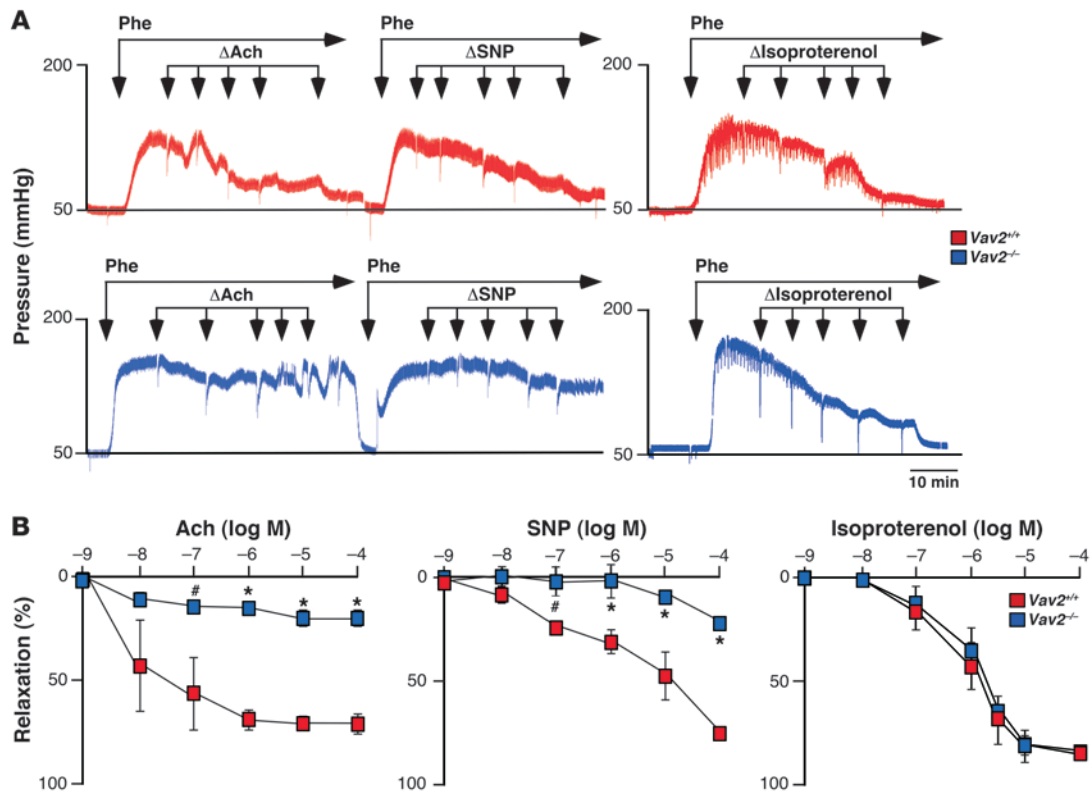 A
Phe
ΔAch
Phe
ΔSNP
Phe
ΔIsoproterenol
200
50
200
50
Vav2+/+
Vav2–/–
Pressure (mmHg)
Phe
ΔAch
Phe
ΔSNP
Phe
ΔIsoproterenol
200
50
200
50
10 min
B
Ach (log M)
–9 –8 –7 –6 –5 –4
0
50
100
Relaxation (%)
# * * *
SNP (log M)
–9 –8 –7 –6 –5 –4
0
50
100
# * * *
Isoproterenol (log M)
–9 –8 –7 –6 –5 –4
0
50
100
Vav2+/+
Vav2–/–